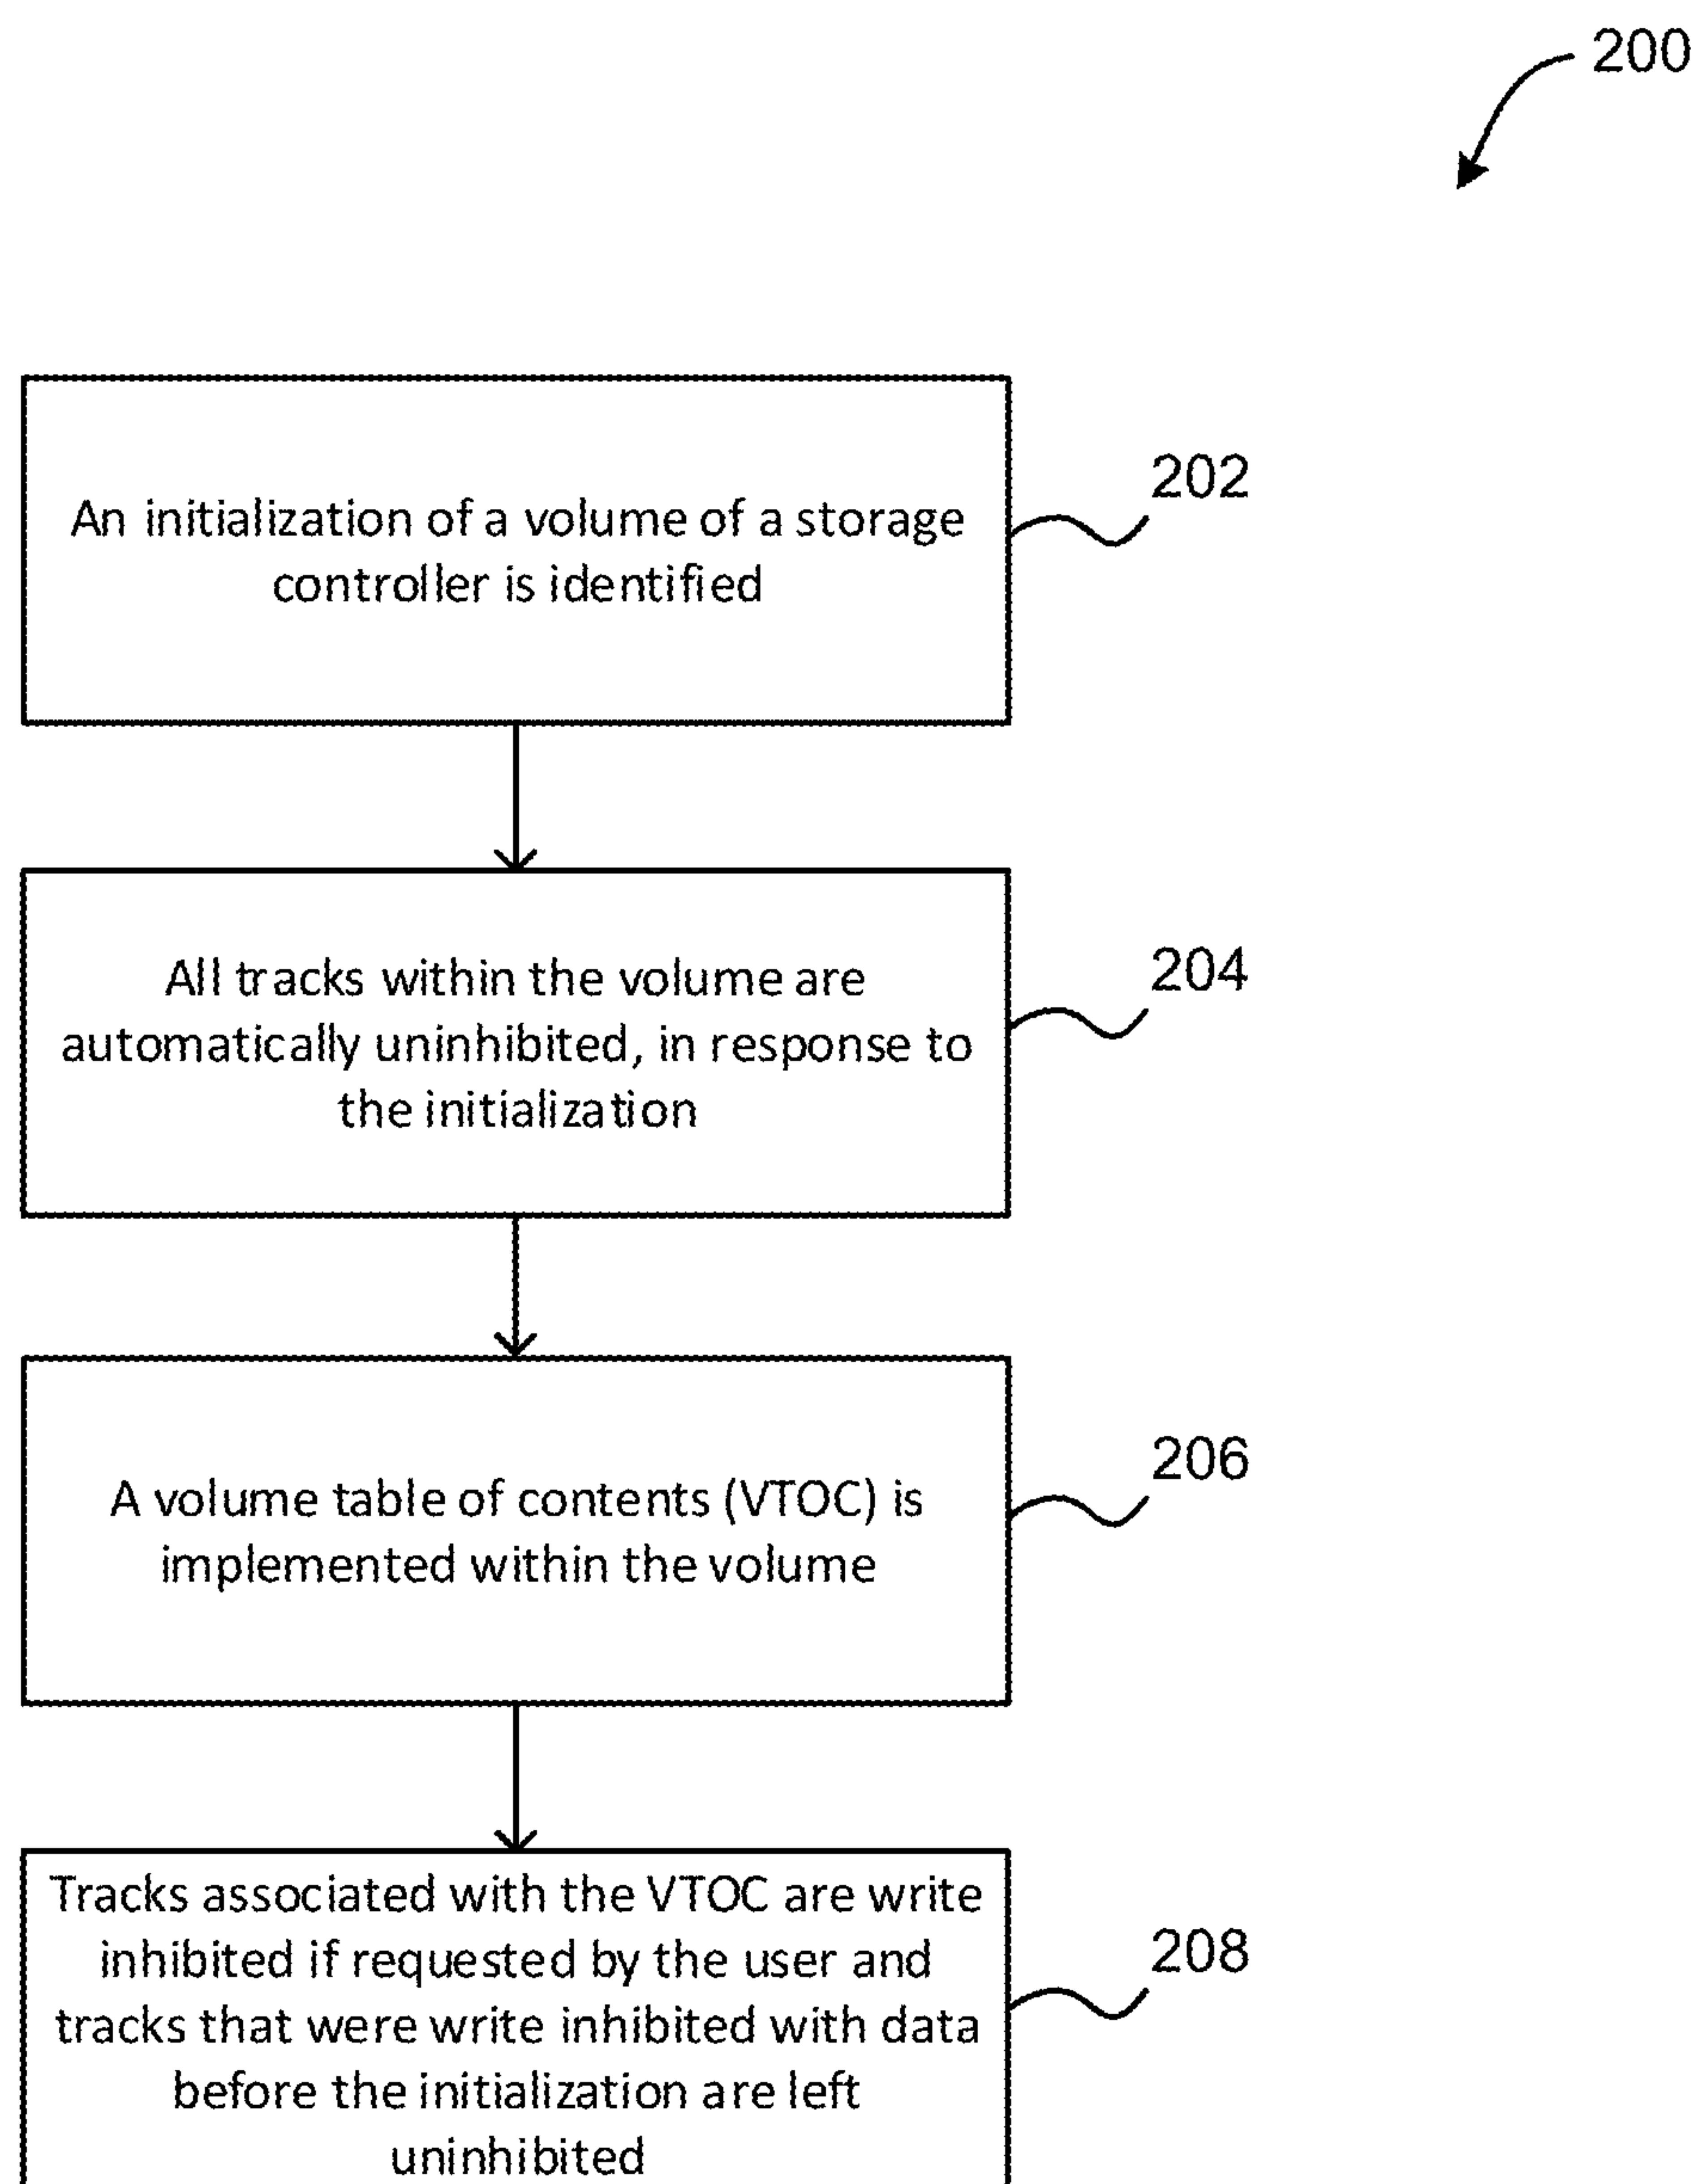 200
An initialization of a volume of a storage
controller is identified
202
All tracks within the volume are
automatically uninhibited, in response to
the initialization
204
A volume table of contents (VTOC) is
implemented within the volume
206
Tracks associated with the VTOC are write
inhibited if requested by the user and
tracks that were write inhibited with data
before the initialization are left
uninhibited
208